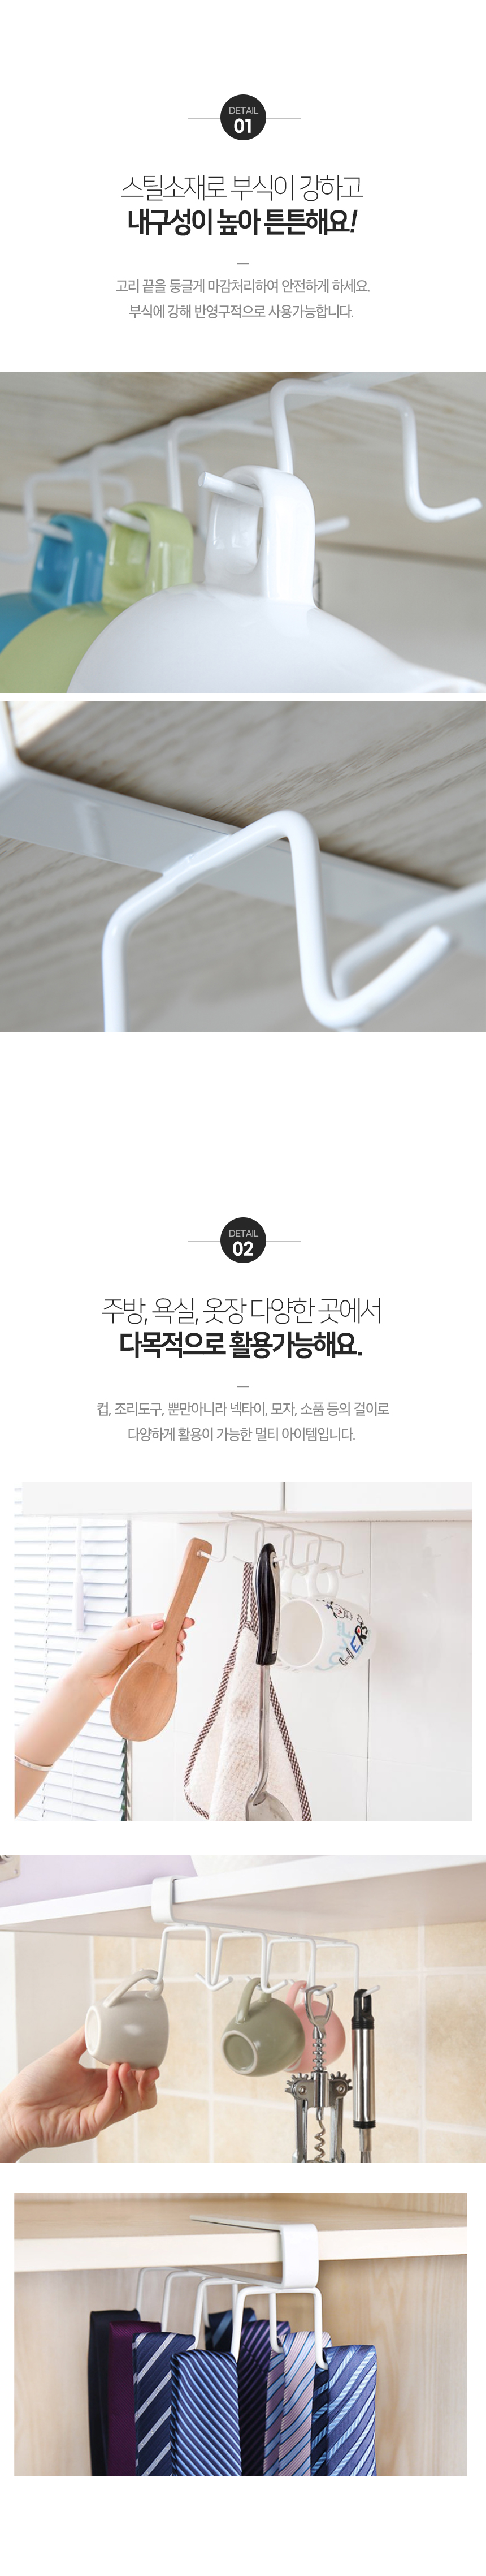 DETAIL
01
스틸소재로 부식이 강하고
내구성이 높아 튼튼해요!
고리 끝을 둥글게 마감처리하여 안전하게 하세요.
부식에 강해 반영구적으로 사용가능합니다.
DETAIL
02
주방, 욕실, 옷장 다양한 곳에서
다목적으로 활용가능해요.
컵, 조리도구, 뿐만아니라 넥타이, 모자, 소품 등의 걸이로
다양하게 활용이 가능한 멀티 아이템입니다.